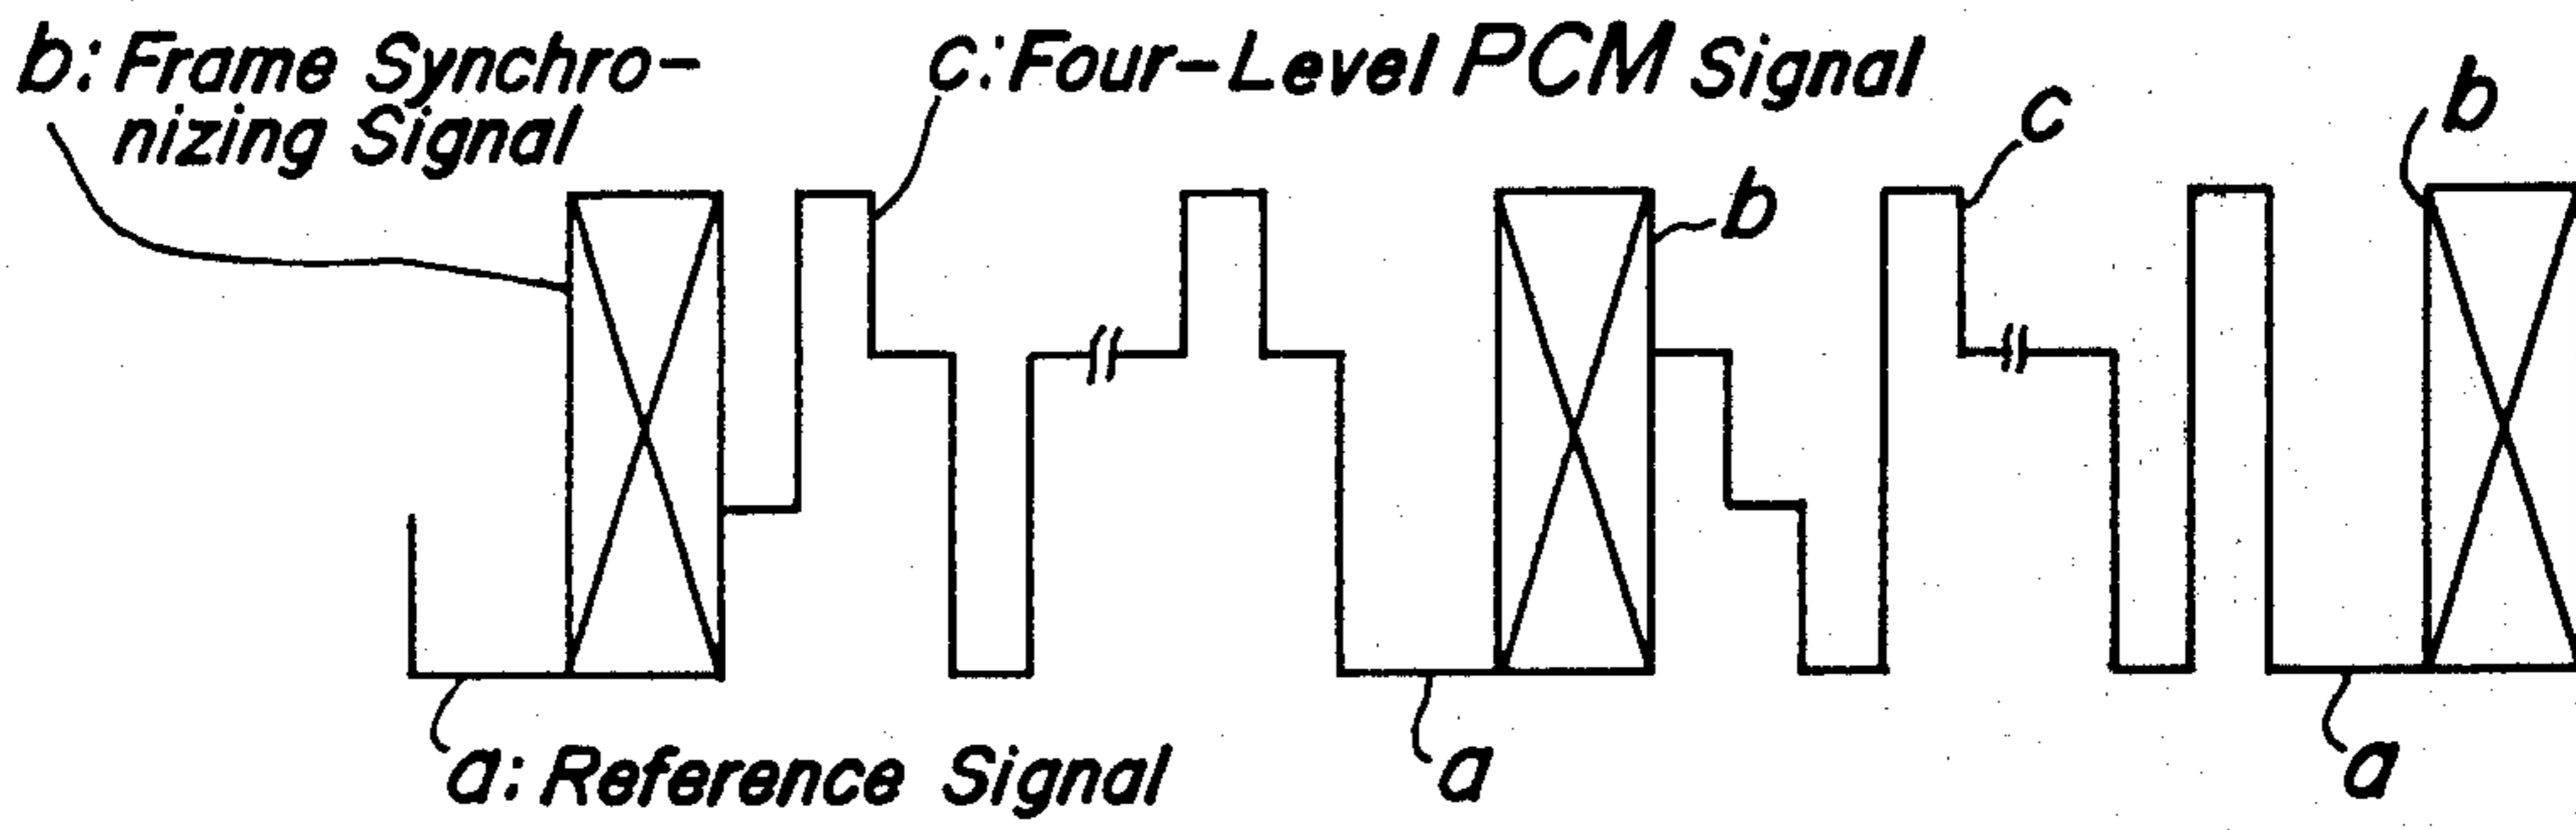 b: Frame Synchro-
nizing Signal
c: Four-Level PCM Signal
c
b
b
a: Reference Signal
a
a